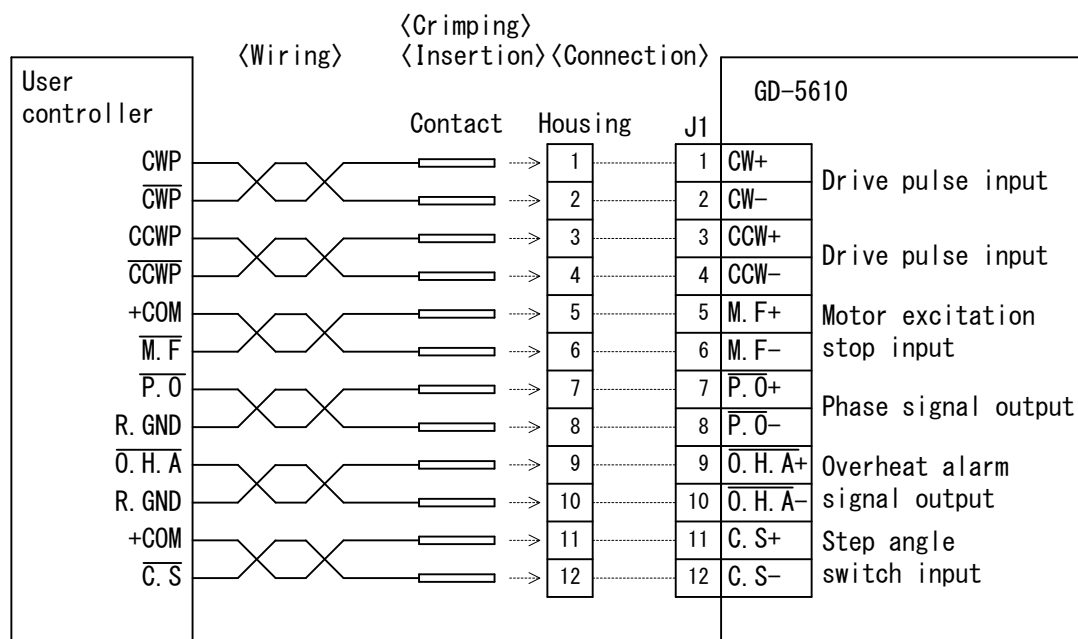 〈Crimping〉
〈Wiring〉 〈Insertion〉 〈Connection〉
User
controller
GD-5610
Contact Housing J1
CWP 1 1 CW+
Drive pulse input
C̅W̅P̅ 2 2 CW-
CCWP 3 3 CCW+
Drive pulse input
C̅C̅W̅P̅ 4 4 CCW-
+COM 5 5 M.F+ Motor excitation
M̅.̅F̅ 6 6 M.F- stop input
P̅.̅O̅ 7 7 P̅.̅O̅+
Phase signal output
R.GND 8 8 P̅.̅O̅-
O̅.̅H̅.̅A̅ 9 9 O̅.̅H̅.̅A̅+ Overheat alarm
R.GND 10 10 O̅.̅H̅.̅A̅- signal output
+COM 11 11 C.S+ Step angle
C̅.̅S̅ 12 12 C.S- switch input